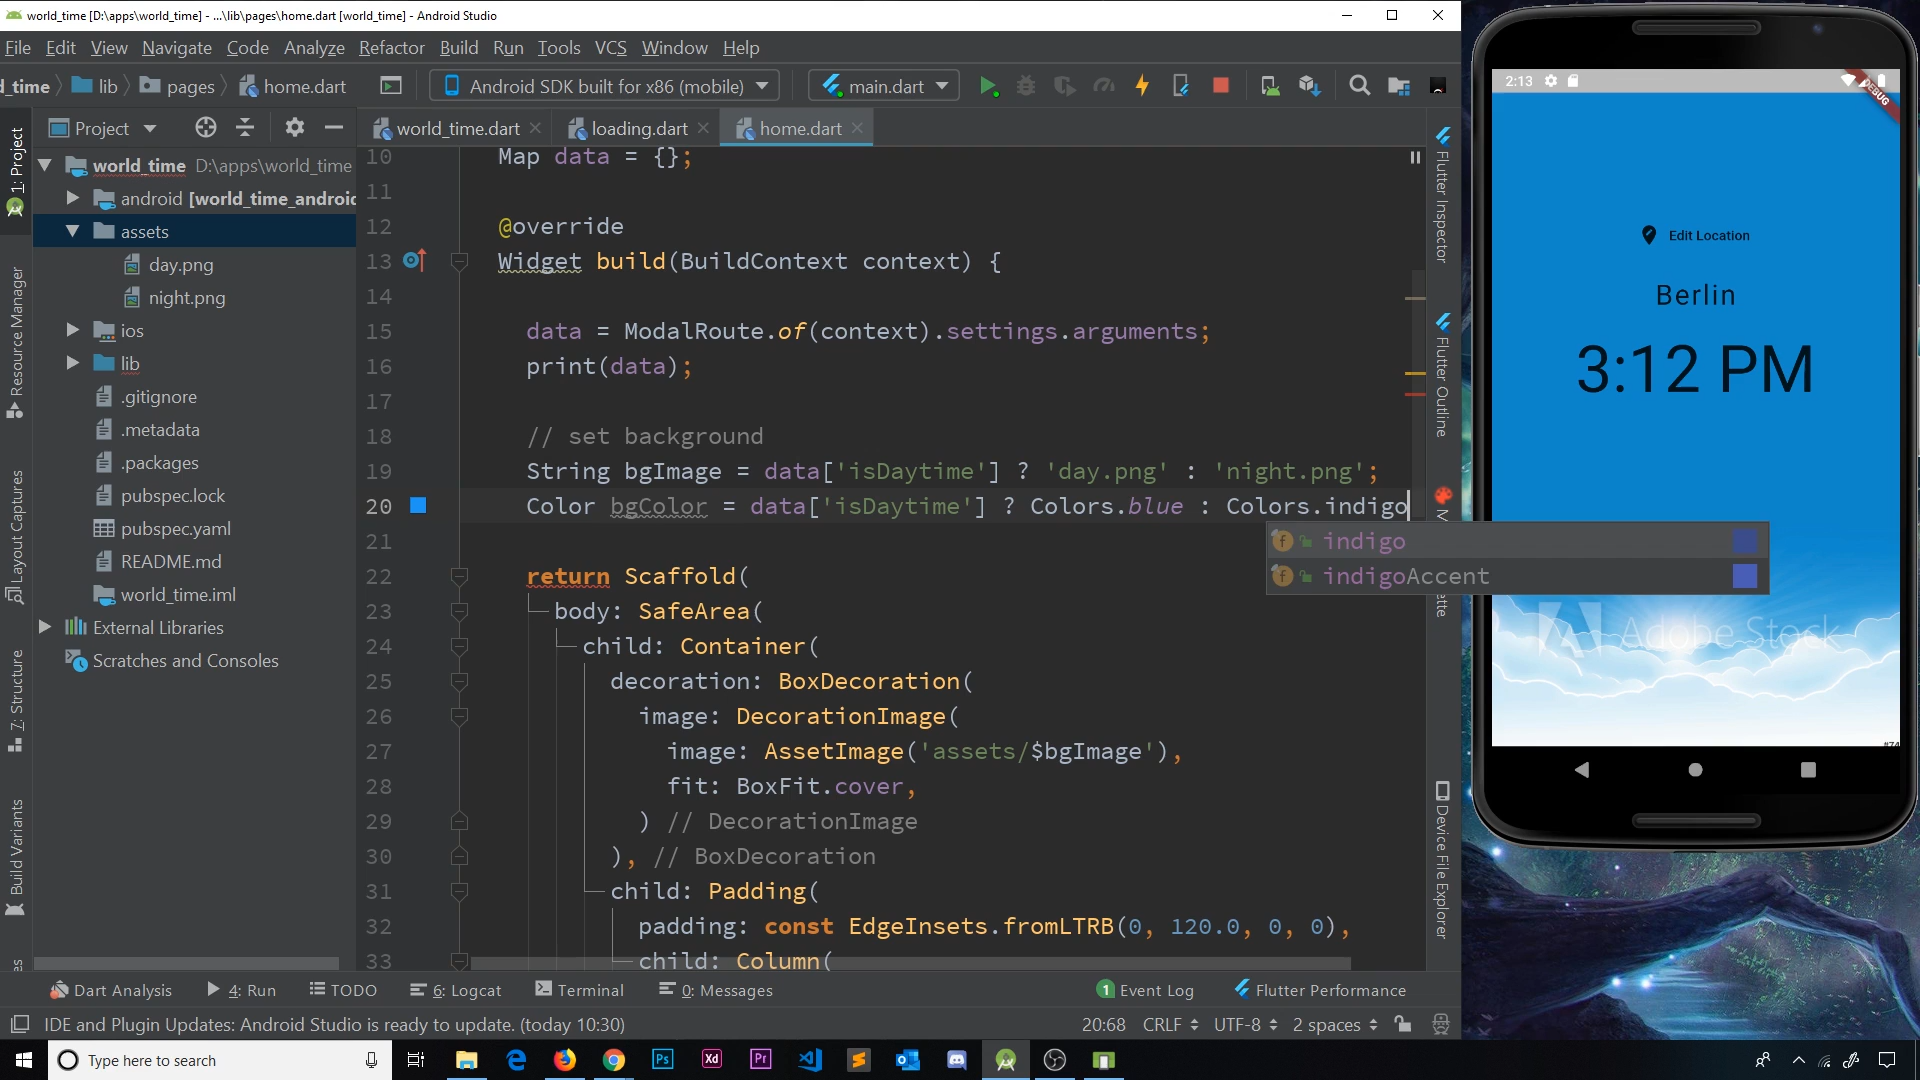 world_time [D:\apps\world_time] - ...\lib\pages\home.dart [world_time] - Android Studio
File Edit View Navigate Code Analyze Refactor Build Run Tools VCS Window Help
d_time lib pages home.dart Android SDK built for x86 (mobile) main.dart
Project world_time.dart loading.dart home.dart
1: Project
Resource Manager
Layout Captures
7: Structure
Build Variants
world_time D:\apps\world_time
android [world_time_androic
assets
day.png
night.png
ios
lib
.gitignore
.metadata
.packages
pubspec.lock
pubspec.yaml
README.md
world_time.iml
External Libraries
Scratches and Consoles
10 Map data = {};
11
12 @override
13 Widget build(BuildContext context) {
14
15 data = ModalRoute.of(context).settings.arguments;
16 print(data);
17
18 // set background
19 String bgImage = data['isDaytime'] ? 'day.png' : 'night.png';
20 Color bgColor = data['isDaytime'] ? Colors.blue : Colors.indigo
21
indigo
indigoAccent
22 return Scaffold(
23 body: SafeArea(
24 child: Container(
25 decoration: BoxDecoration(
26 image: DecorationImage(
27 image: AssetImage('assets/$bgImage'),
28 fit: BoxFit.cover,
29 ) // DecorationImage
30 ), // BoxDecoration
31 child: Padding(
32 padding: const EdgeInsets.fromLTRB(0, 120.0, 0, 0),
33 child: Column(
Flutter Inspector
Flutter Outline
Device File Explorer
2:13
DEBUG
Edit Location
Berlin
3:12 PM
Adobe Stock
Dart Analysis 4: Run TODO 6: Logcat Terminal 0: Messages 1 Event Log Flutter Performance
IDE and Plugin Updates: Android Studio is ready to update. (today 10:30) 20:68 CRLF UTF-8 2 spaces
Type here to search Ps Xd Pr